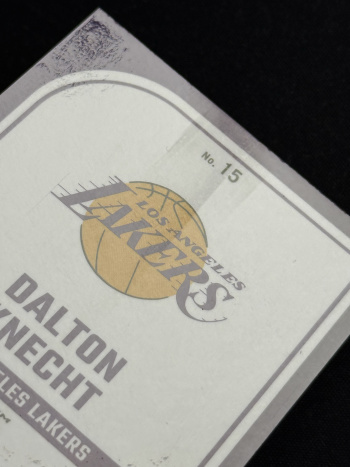 No. 15
LOS ANGELES
LAKERS
DALTON
KNECHT
LES LAKERS